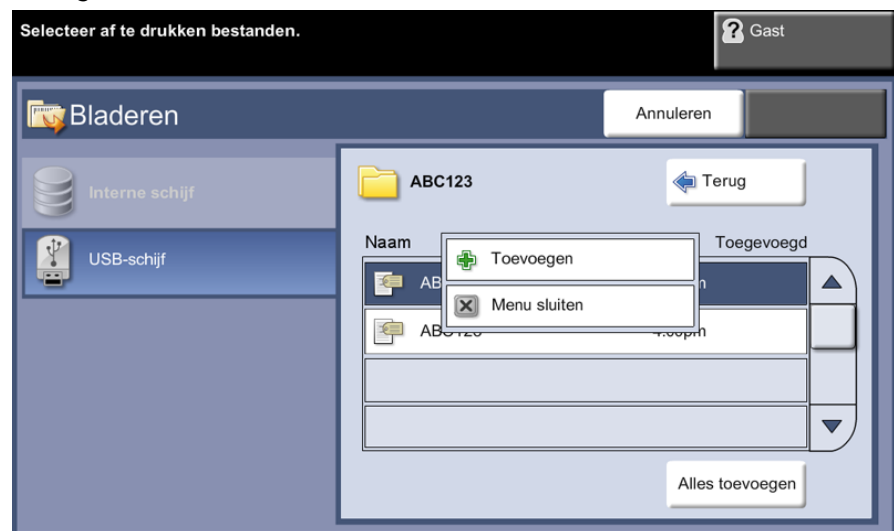 Selecteer af te drukken bestanden.
Gast
Bladeren
Annuleren
Interne schijf
USB-schijf
ABC123
Terug
Naam
Toegevoegd
Toevoegen
Menu sluiten
Alles toevoegen